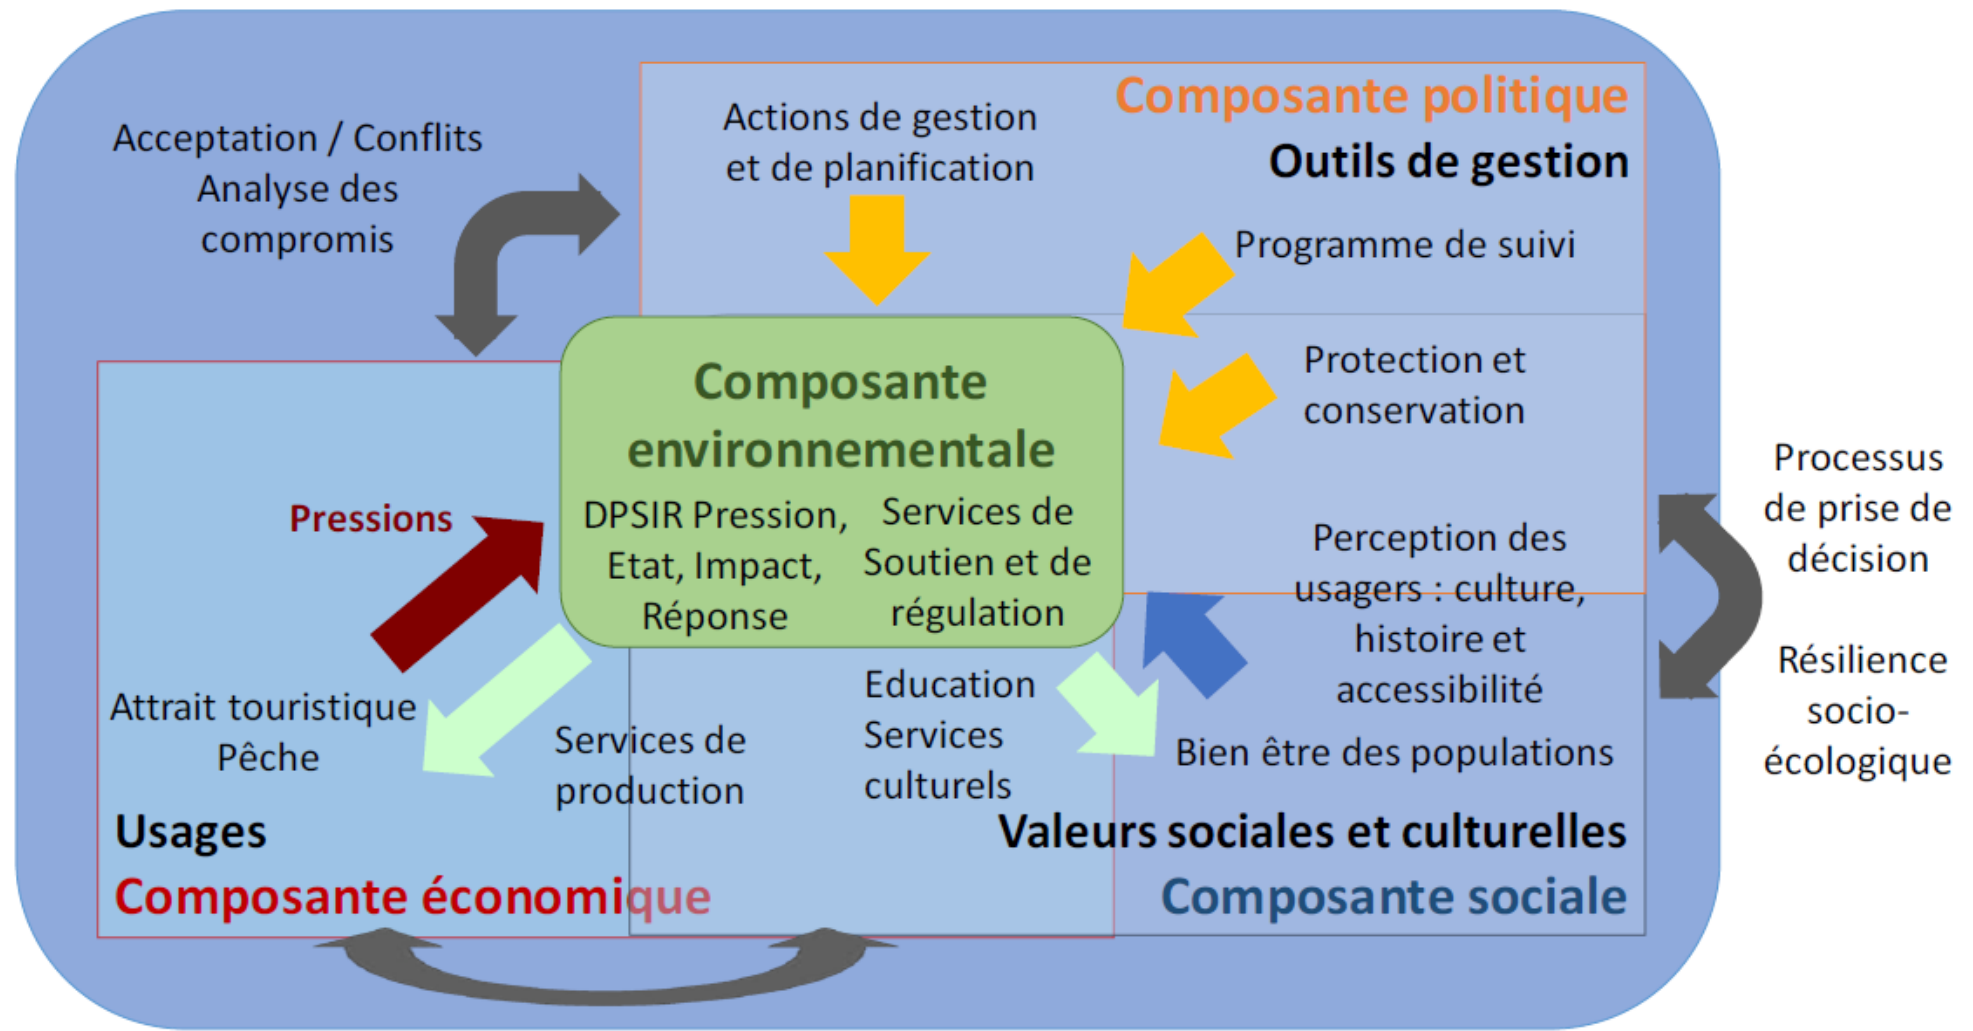 Composante politique
Outils de gestion
Actions de gestion
et de planification
Acceptation / Conflits
Analyse des
compromis
Programme de suivi
Protection et
conservation
Composante
environnementale
DPSIR Pression,
Etat, Impact,
Réponse
Services de
Soutien et de
régulation
Pressions
Processus
de prise de
décision
Résilience
socio-
écologique
Perception des
usagers : culture,
histoire et
accessibilité
Bien être des populations
Attrait touristique
Pêche
Services de
production
Education
Services
culturels
Usages
Composante économique
Valeurs sociales et culturelles
Composante sociale